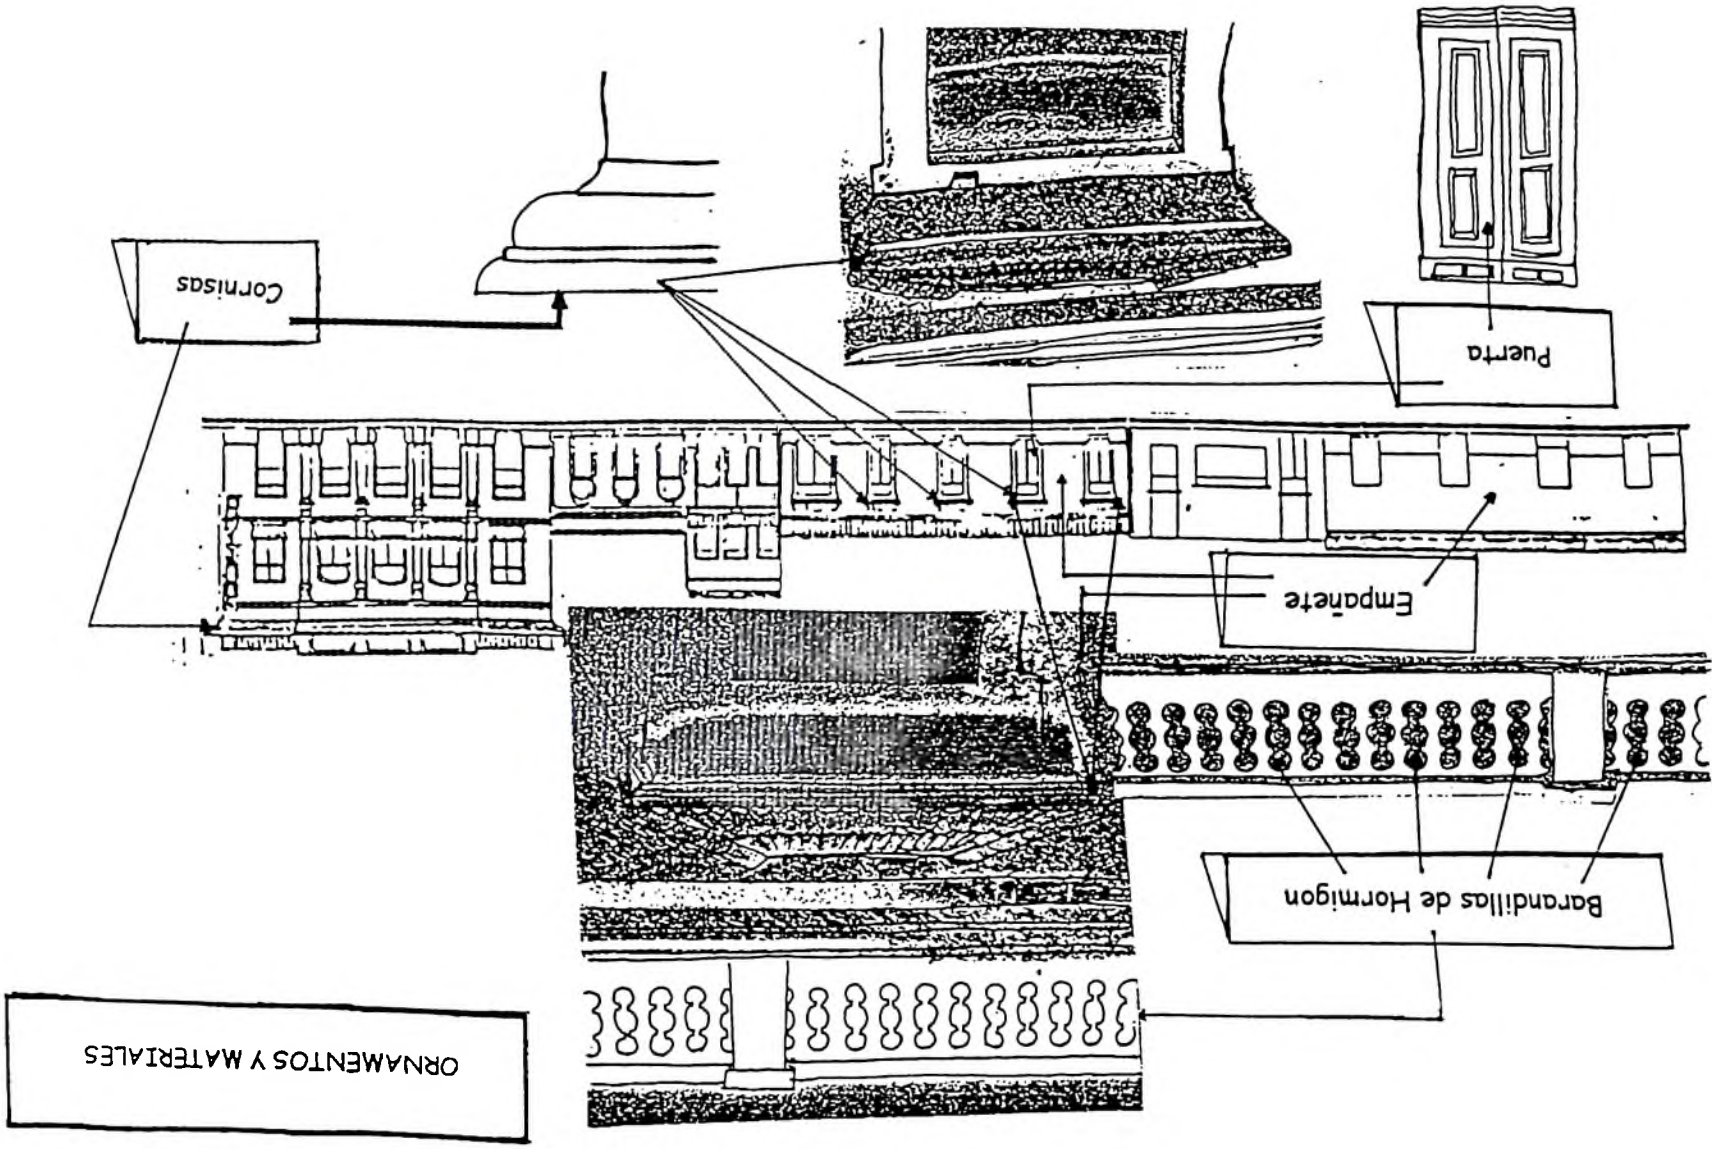 ORNAMENTOS Y MATERIALES
Barandillas de Hormigon
Empañete
Puerta
Cornisas